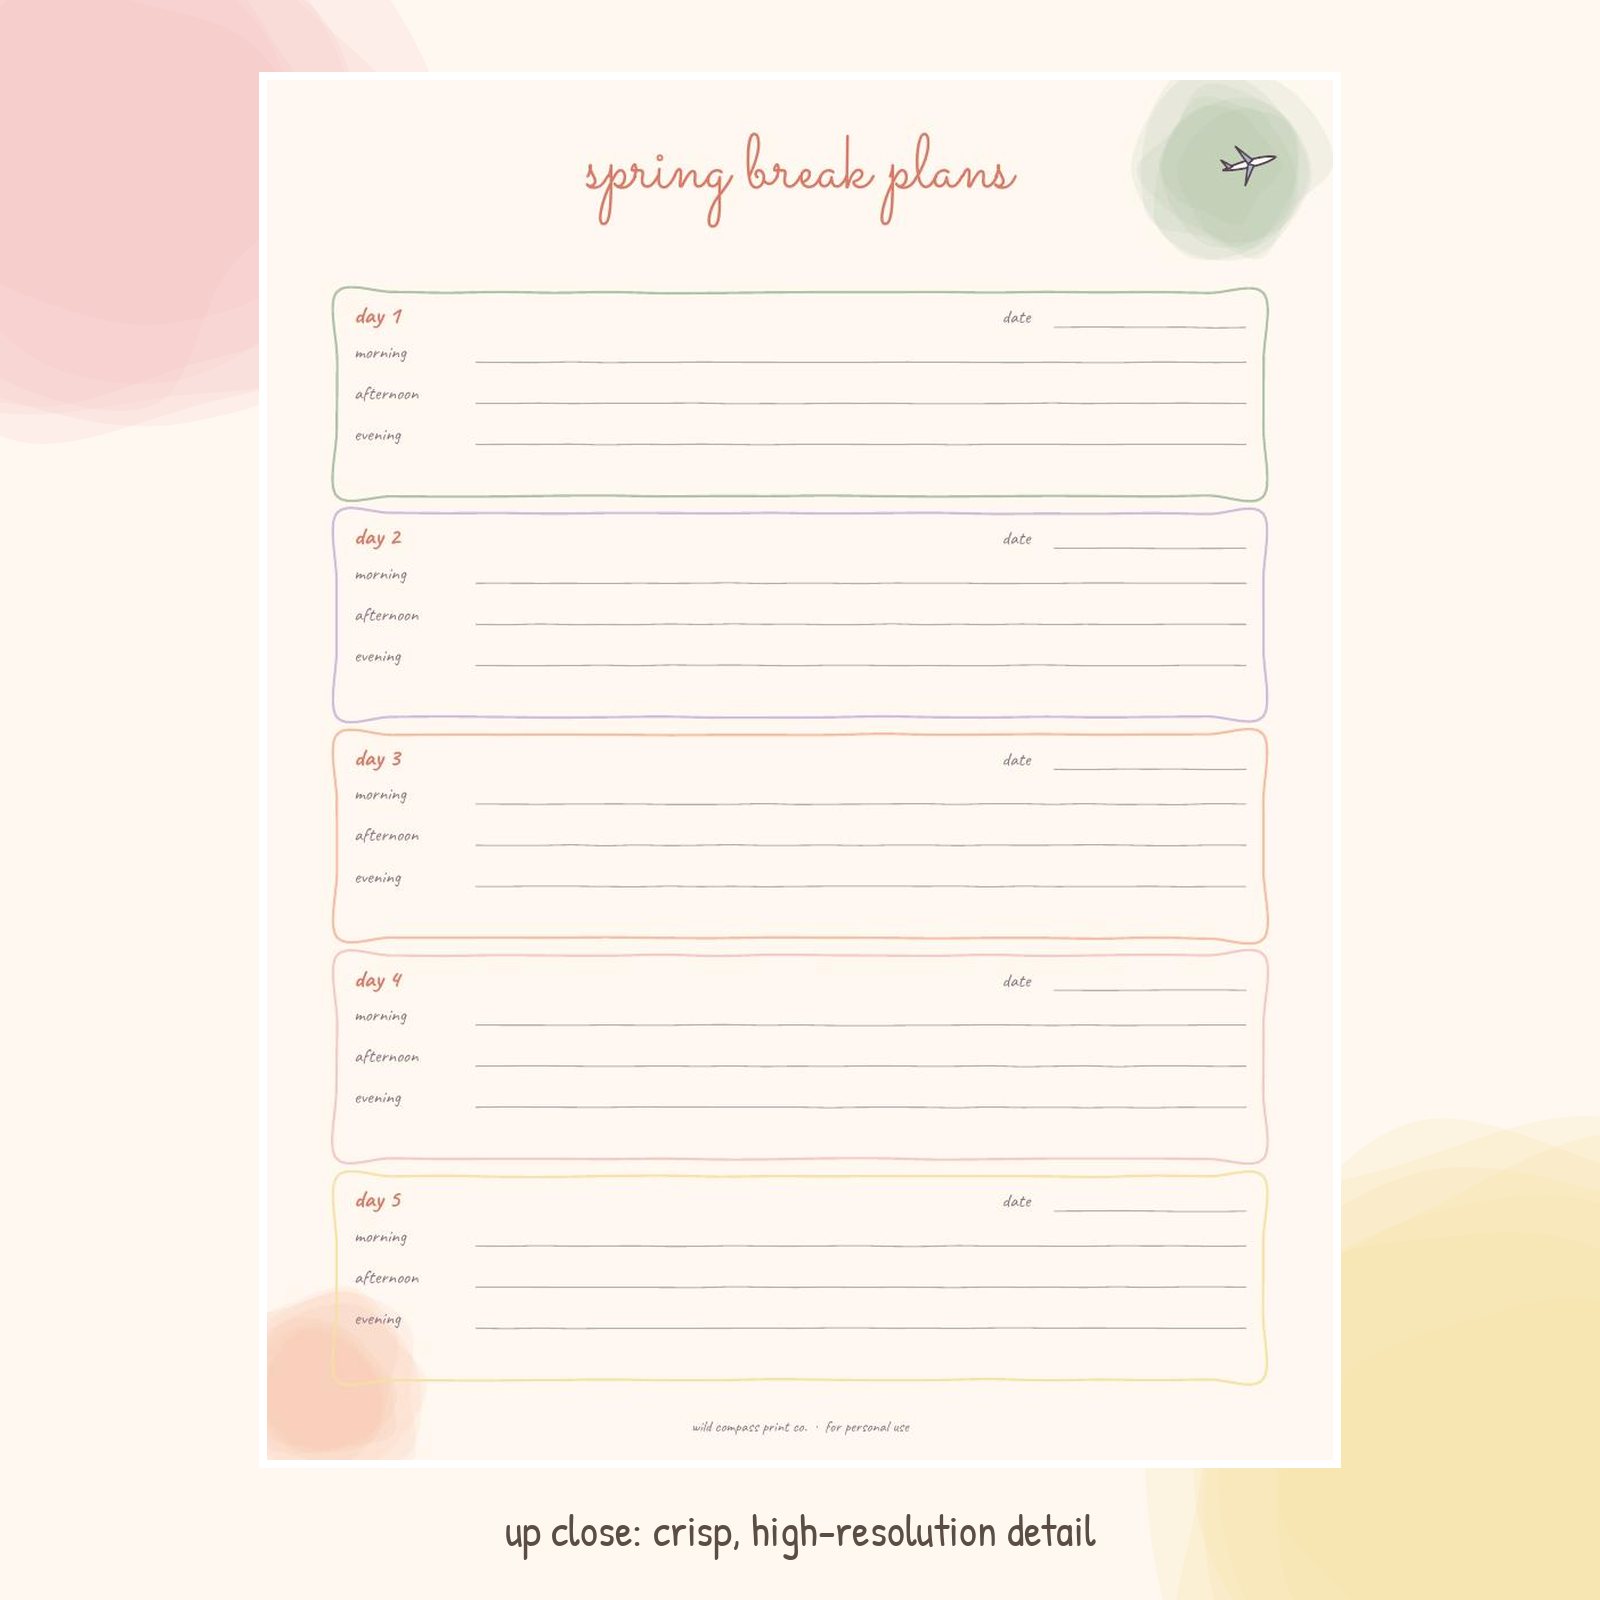 spring break plans
day 1 date
morning
afternoon
evening
day 2 date
morning
afternoon
evening
day 3 date
morning
afternoon
evening
day 4 date
morning
afternoon
evening
day 5 date
morning
afternoon
evening
wild compass print co. · for personal use
up close: crisp, high-resolution detail